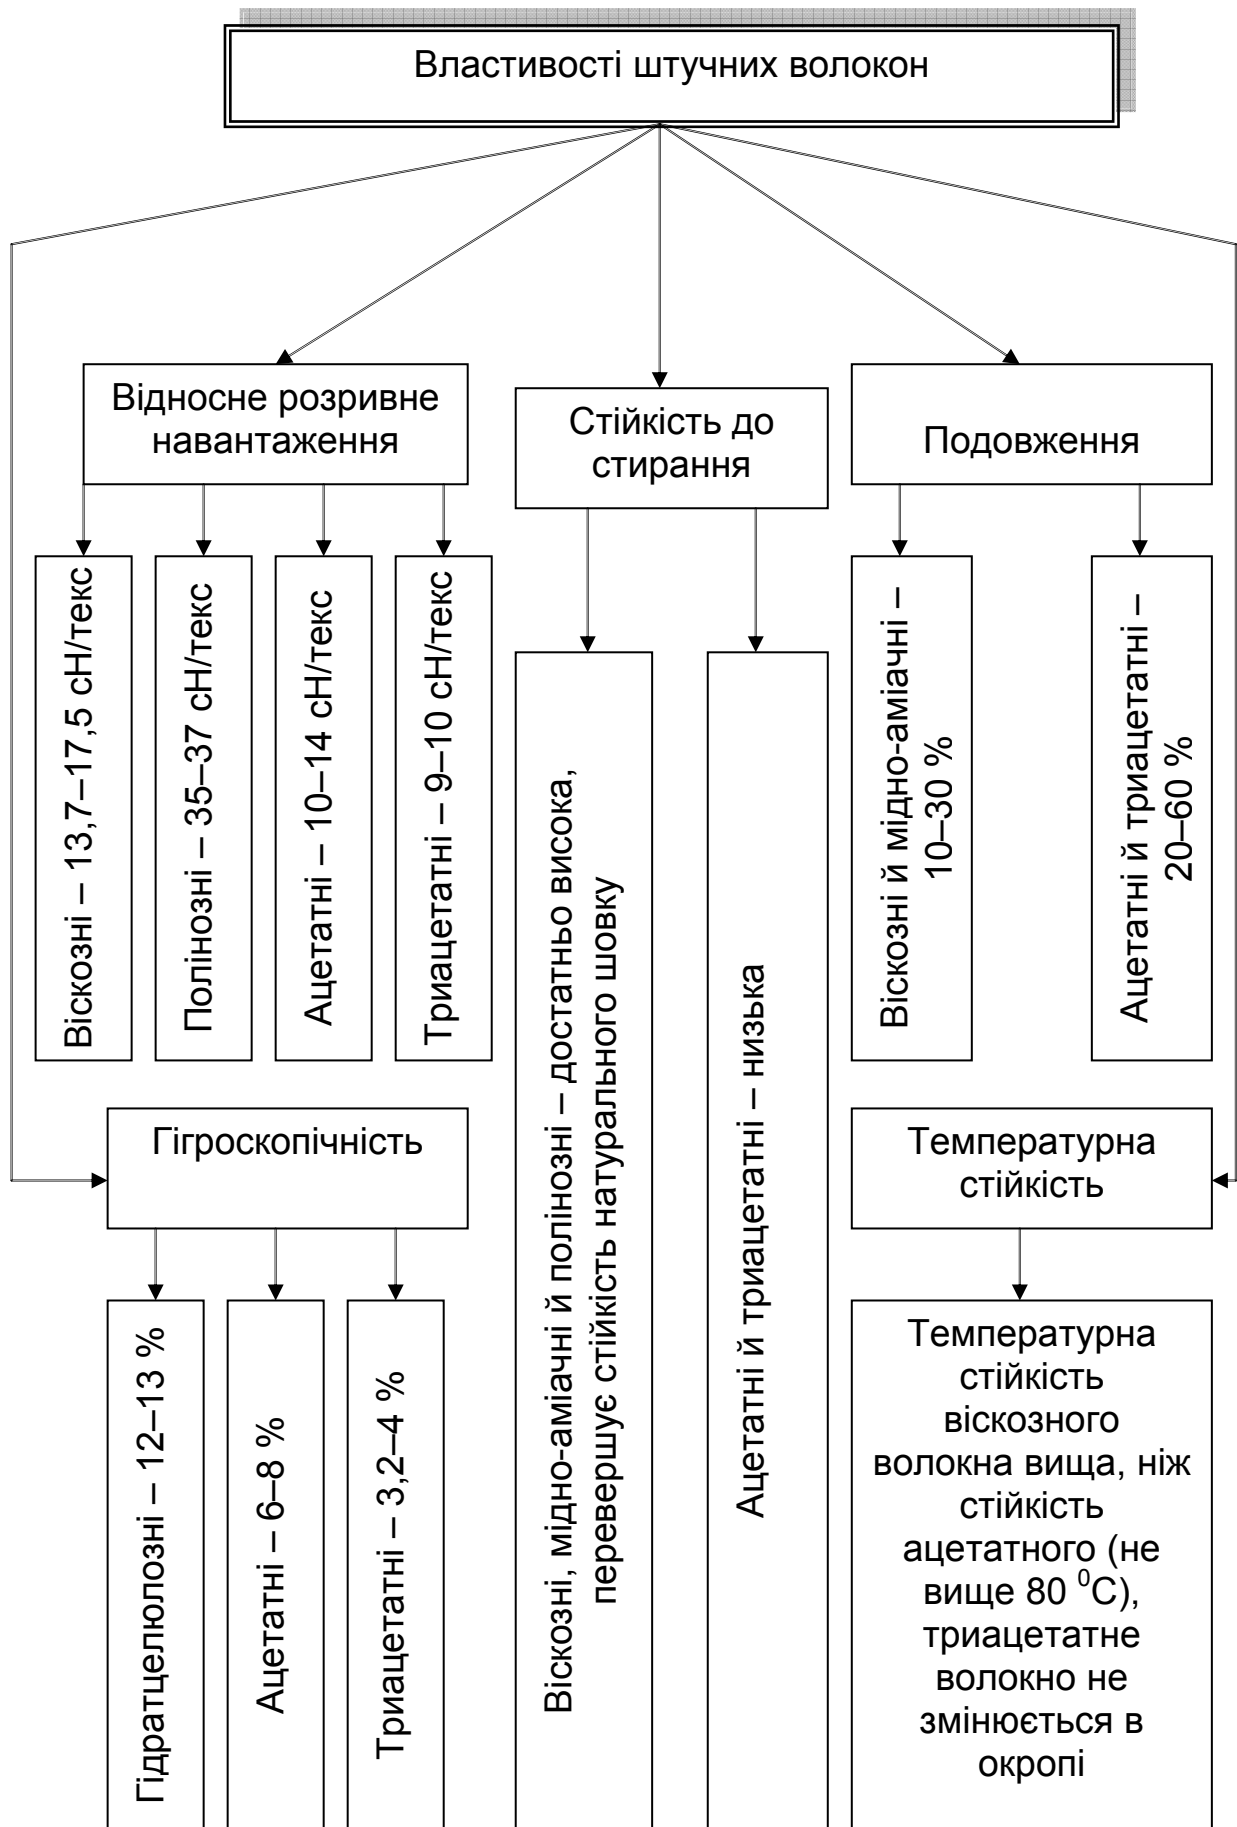 Властивості штучних волокон
Відносне розривне
навантаження
Стійкість до
стирання
Подовження
Віскозні – 13,7–17,5 сН/текс
Полінозні – 35–37 сН/текс
Ацетатні – 10–14 сН/текс
Триацетатні – 9–10 сН/текс
Віскозні, мідно-аміачні й полінозні – достатньо висока,
перевершує стійкість натурального шовку
Ацетатні й триацетатні – низька
Віскозні й мідно-аміачні –
10–30 %
Ацетатні й триацетатні –
20–60 %
Гігроскопічність
Температурна
стійкість
Гідратцелюлозні – 12–13 %
Ацетатні – 6–8 %
Триацетатні – 3,2–4 %
Температурна
стійкість
віскозного
волокна вища, ніж
стійкість
ацетатного (не
вище 80 ⁰С),
триацетатне
волокно не
змінюється в
окропі